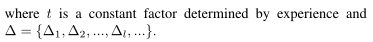 where t is a constant factor determined by experience and
Δ = {Δ₁, Δ₂, ..., Δₗ, ...}.